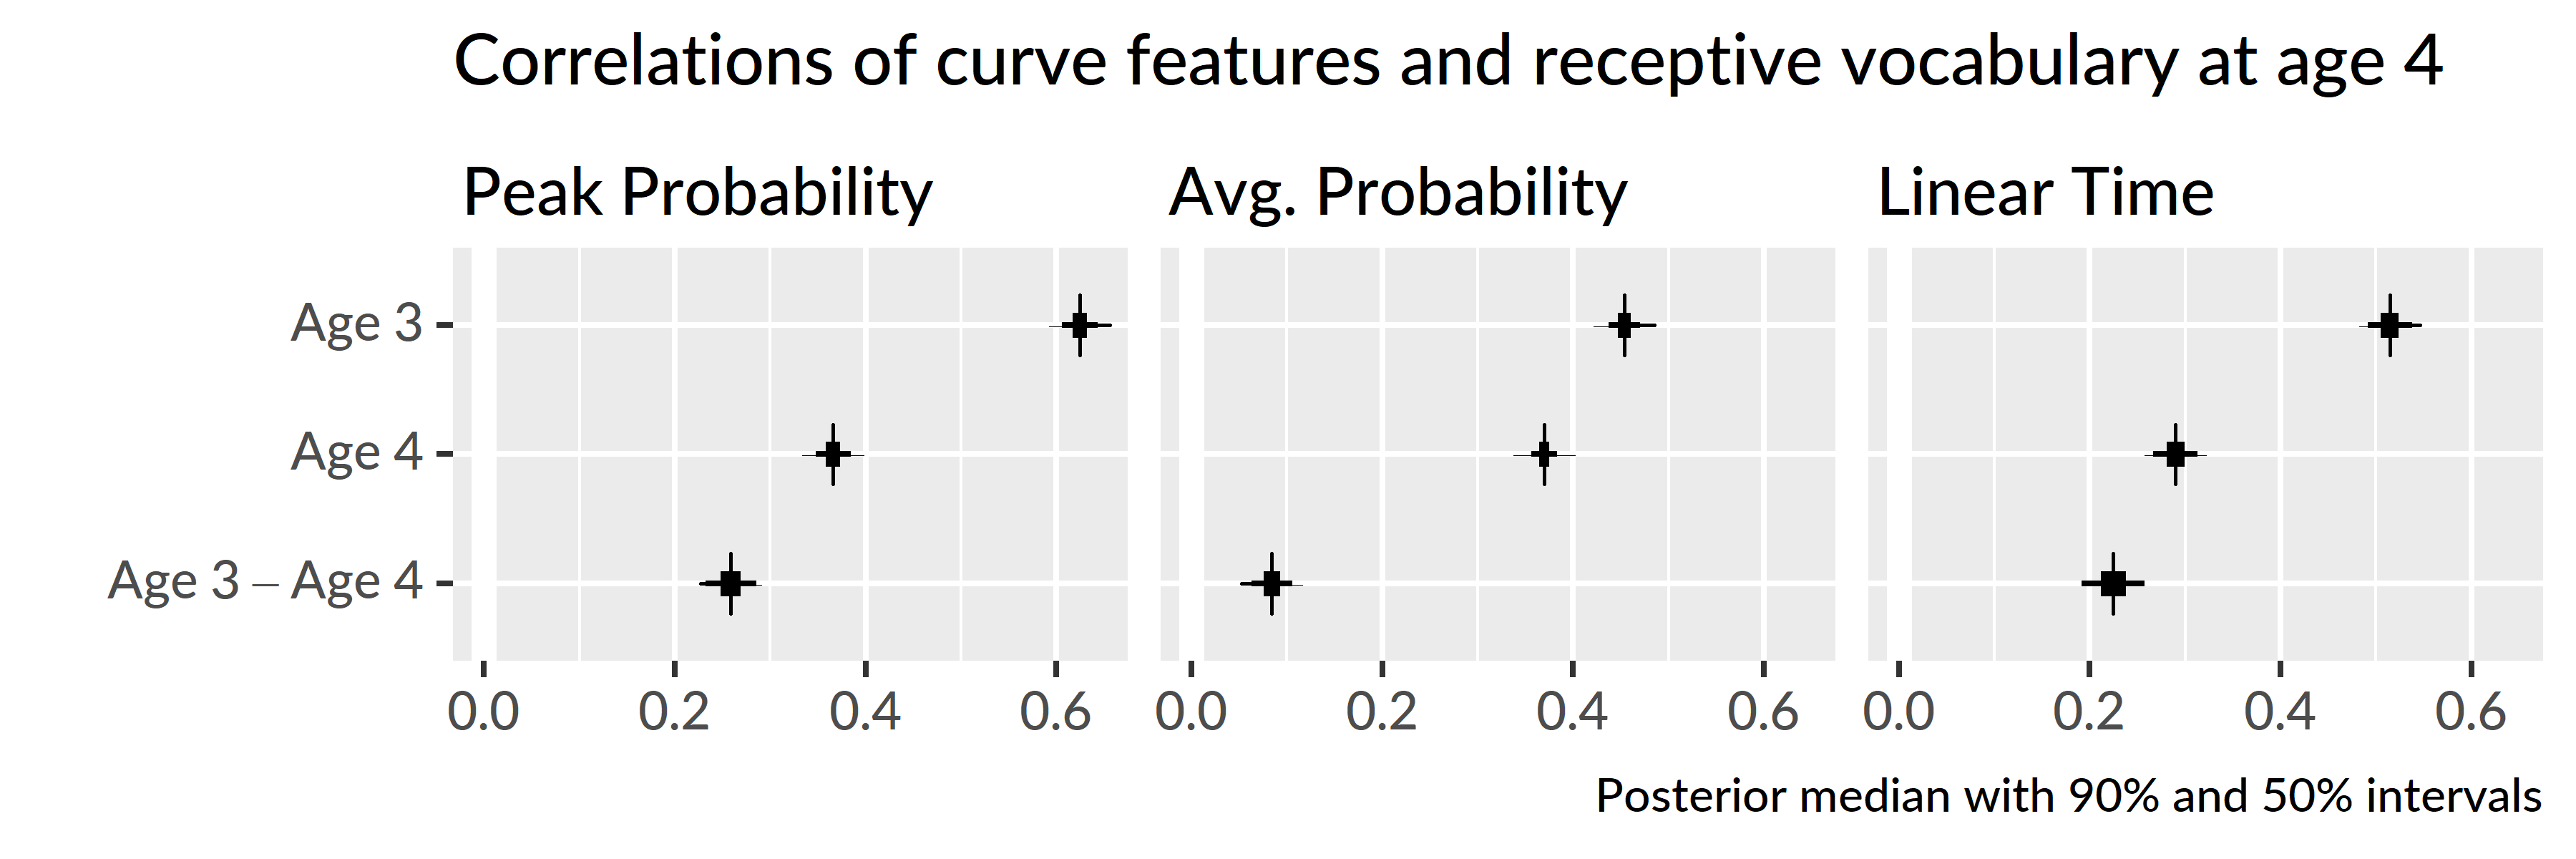 Correlations of curve features and receptive vocabulary at age 4
Peak Probability
Avg. Probability
Linear Time
Age 3
Age 4
Age 3 – Age 4
0.0 0.2 0.4 0.6
0.0 0.2 0.4 0.6
0.0 0.2 0.4 0.6
Posterior median with 90% and 50% intervals